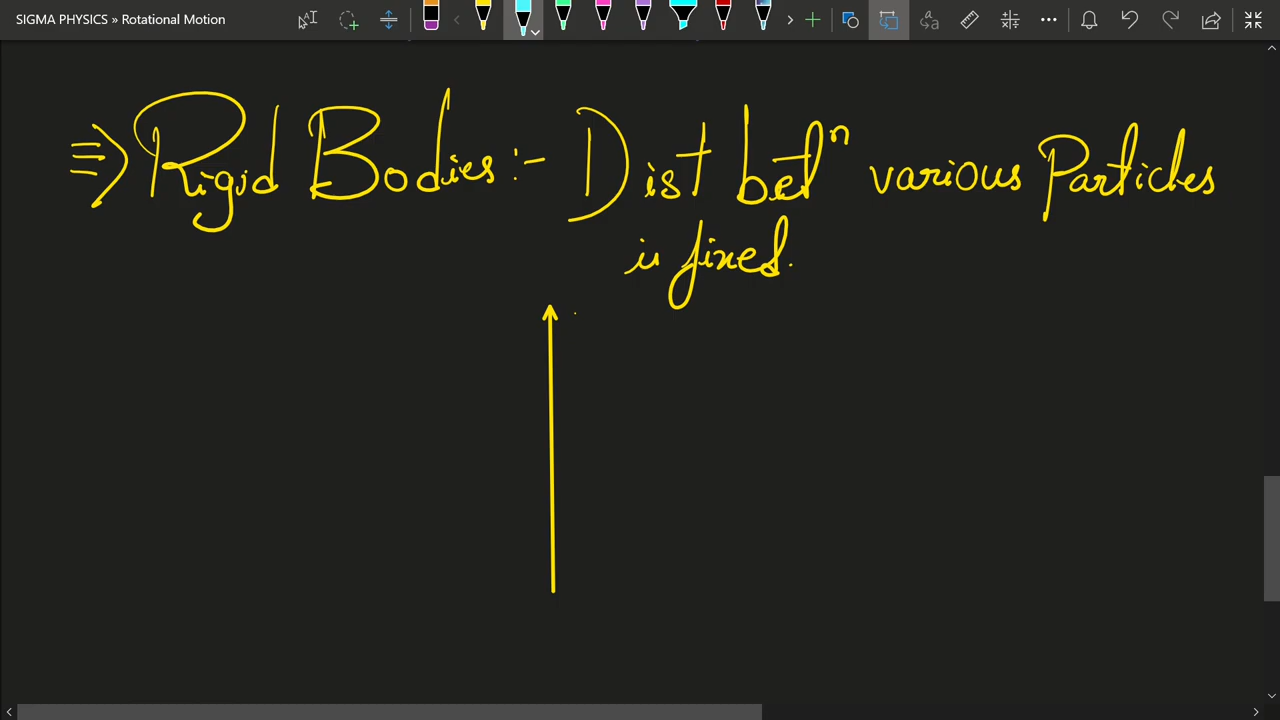 SIGMA PHYSICS » Rotational Motion
⇒ Rigid Bodies :- Dist betⁿ various Particles
is fixed.